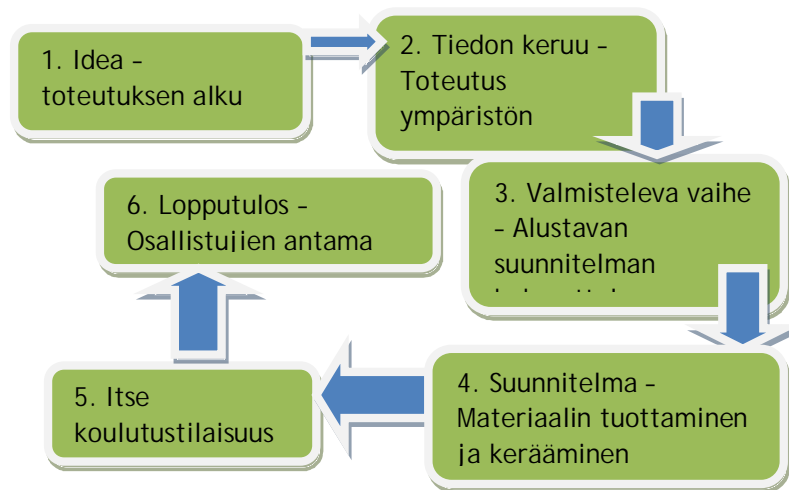 1. Idea –
toteutuksen alku
2. Tiedon keruu –
Toteutus
ympäristön
3. Valmisteleva vaihe
– Alustavan
suunnitelman
4. Suunnitelma –
Materiaalin tuottaminen
ja kerääminen
5. Itse
koulutustilaisuus
6. Lopputulos –
Osallistujien antama